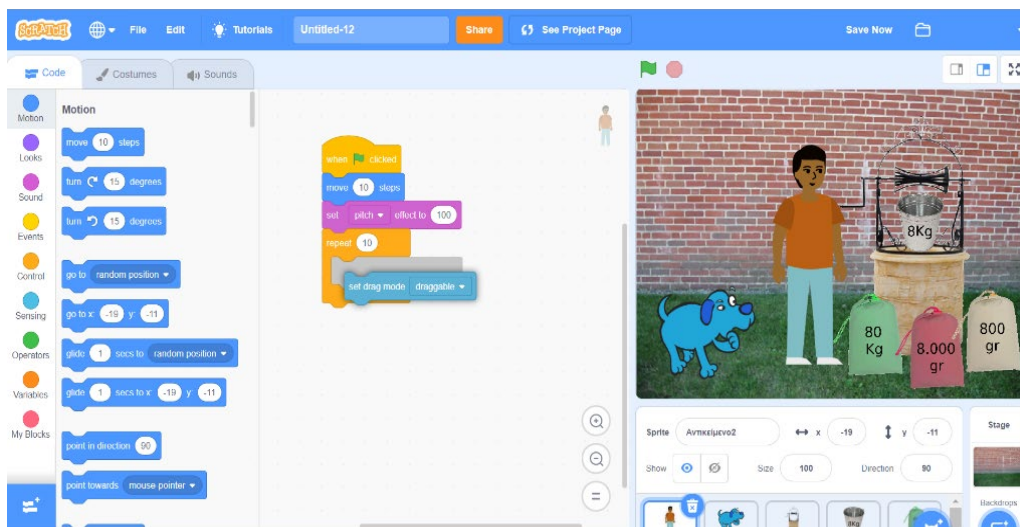 SCRATCH File Edit Tutorials Untitled-12 Share See Project Page Save Now
Code Costumes Sounds
Motion
Looks
Sound
Events
Control
Sensing
Operators
Variables
My Blocks
Motion
move 10 steps
turn 15 degrees
turn 15 degrees
go to random position
go to x: -19 y: -11
glide 1 secs to random position
glide 1 secs to x: -19 y: -11
point in direction 90
point towards mouse pointer
when clicked
move 10 steps
set pitch effect to 100
repeat 10
set drag mode draggable
8Kg
80
Kg
8.000
gr
800
gr
Sprite Αντικείμενο2 x -19 y -11
Show Size 100 Direction 90
8Kg
Stage
Backdrops